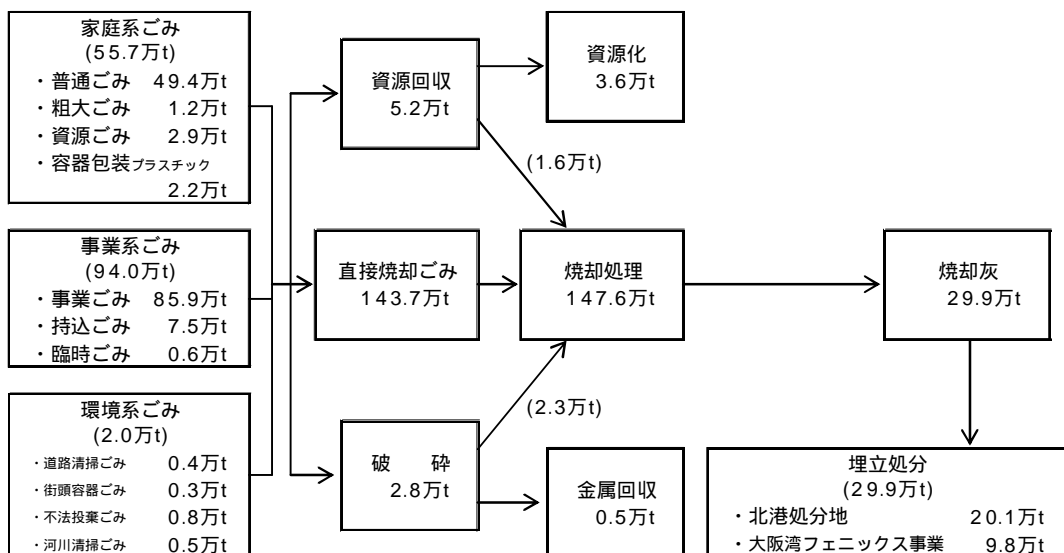 家庭系ごみ
(55.7万t)
・普通ごみ 49.4万t
・粗大ごみ 1.2万t
・資源ごみ 2.9万t
・容器包装プラスチック
2.2万t
事業系ごみ
(94.0万t)
・事業ごみ 85.9万t
・持込ごみ 7.5万t
・臨時ごみ 0.6万t
環境系ごみ
(2.0万t)
・道路清掃ごみ 0.4万t
・街頭容器ごみ 0.3万t
・不法投棄ごみ 0.8万t
・河川清掃ごみ 0.5万t
資源回収
5.2万t
直接焼却ごみ
143.7万t
破 砕
2.8万t
資源化
3.6万t
(1.6万t)
焼却処理
147.6万t
(2.3万t)
金属回収
0.5万t
焼却灰
29.9万t
埋立処分
(29.9万t)
・北港処分地 20.1万t
・大阪湾フェニックス事業 9.8万t